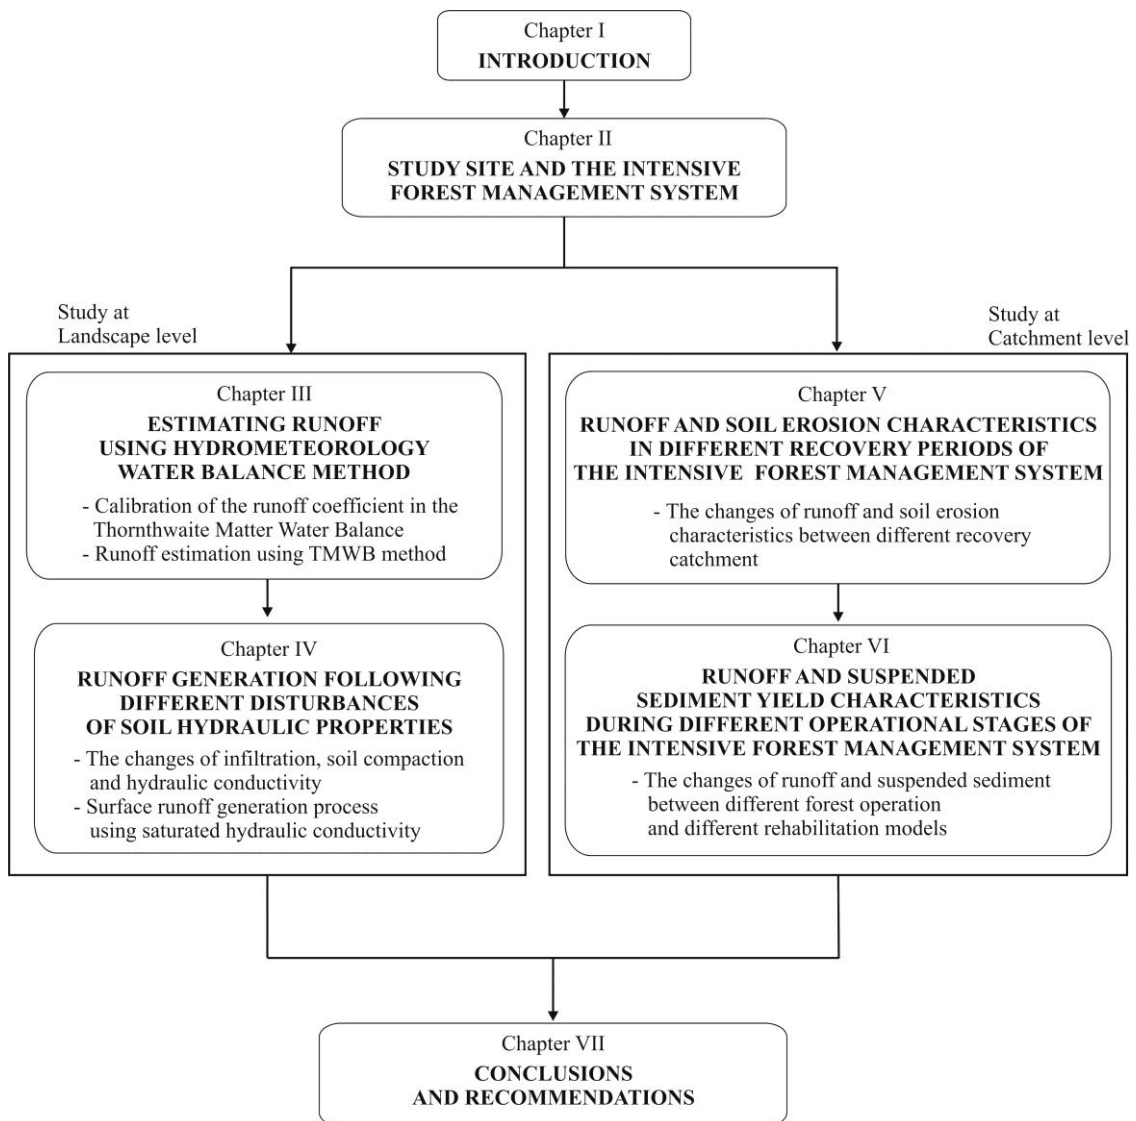 Chapter I
INTRODUCTION
Chapter II
STUDY SITE AND THE INTENSIVE
FOREST MANAGEMENT SYSTEM
Study at
Landscape level
Chapter III
ESTIMATING RUNOFF
USING HYDROMETEOROLOGY
WATER BALANCE METHOD
- Calibration of the runoff coefficient in the
Thornthwaite Matter Water Balance
- Runoff estimation using TMWB method
Chapter IV
RUNOFF GENERATION FOLLOWING
DIFFERENT DISTURBANCES
OF SOIL HYDRAULIC PROPERTIES
- The changes of infiltration, soil compaction
and hydraulic conductivity
- Surface runoff generation process
using saturated hydraulic conductivity
Study at
Catchment level
Chapter V
RUNOFF AND SOIL EROSION CHARACTERISTICS
IN DIFFERENT RECOVERY PERIODS OF
THE INTENSIVE FOREST MANAGEMENT SYSTEM
- The changes of runoff and soil erosion
characteristics between different recovery
catchment
Chapter VI
RUNOFF AND SUSPENDED
SEDIMENT YIELD CHARACTERISTICS
DURING DIFFERENT OPERATIONAL STAGES OF
THE INTENSIVE FOREST MANAGEMENT SYSTEM
- The changes of runoff and suspended sediment
between different forest operation
and different rehabilitation models
Chapter VII
CONCLUSIONS
AND RECOMMENDATIONS